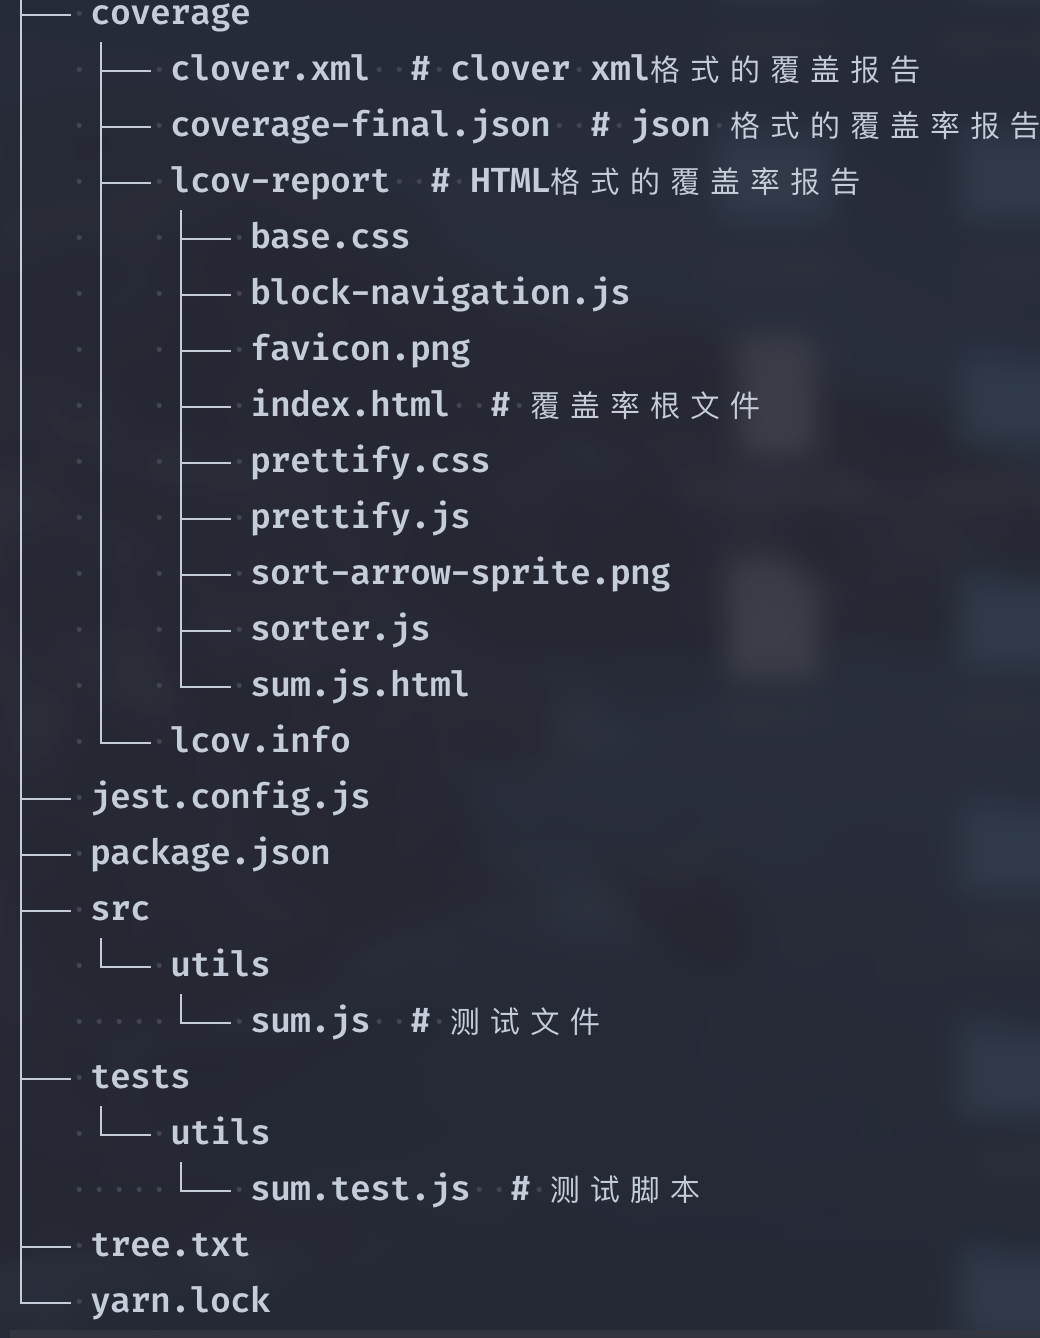 ├── coverage
│   ├── clover.xml  # clover xml格式的覆盖报告
│   ├── coverage-final.json  # json 格式的覆盖率报告
│   ├── lcov-report  # HTML格式的覆盖率报告
│   │   ├── base.css
│   │   ├── block-navigation.js
│   │   ├── favicon.png
│   │   ├── index.html  # 覆盖率根文件
│   │   ├── prettify.css
│   │   ├── prettify.js
│   │   ├── sort-arrow-sprite.png
│   │   ├── sorter.js
│   │   └── sum.js.html
│   └── lcov.info
├── jest.config.js
├── package.json
├── src
│   └── utils
│       └── sum.js  # 测试文件
├── tests
│   └── utils
│       └── sum.test.js  # 测试脚本
├── tree.txt
└── yarn.lock